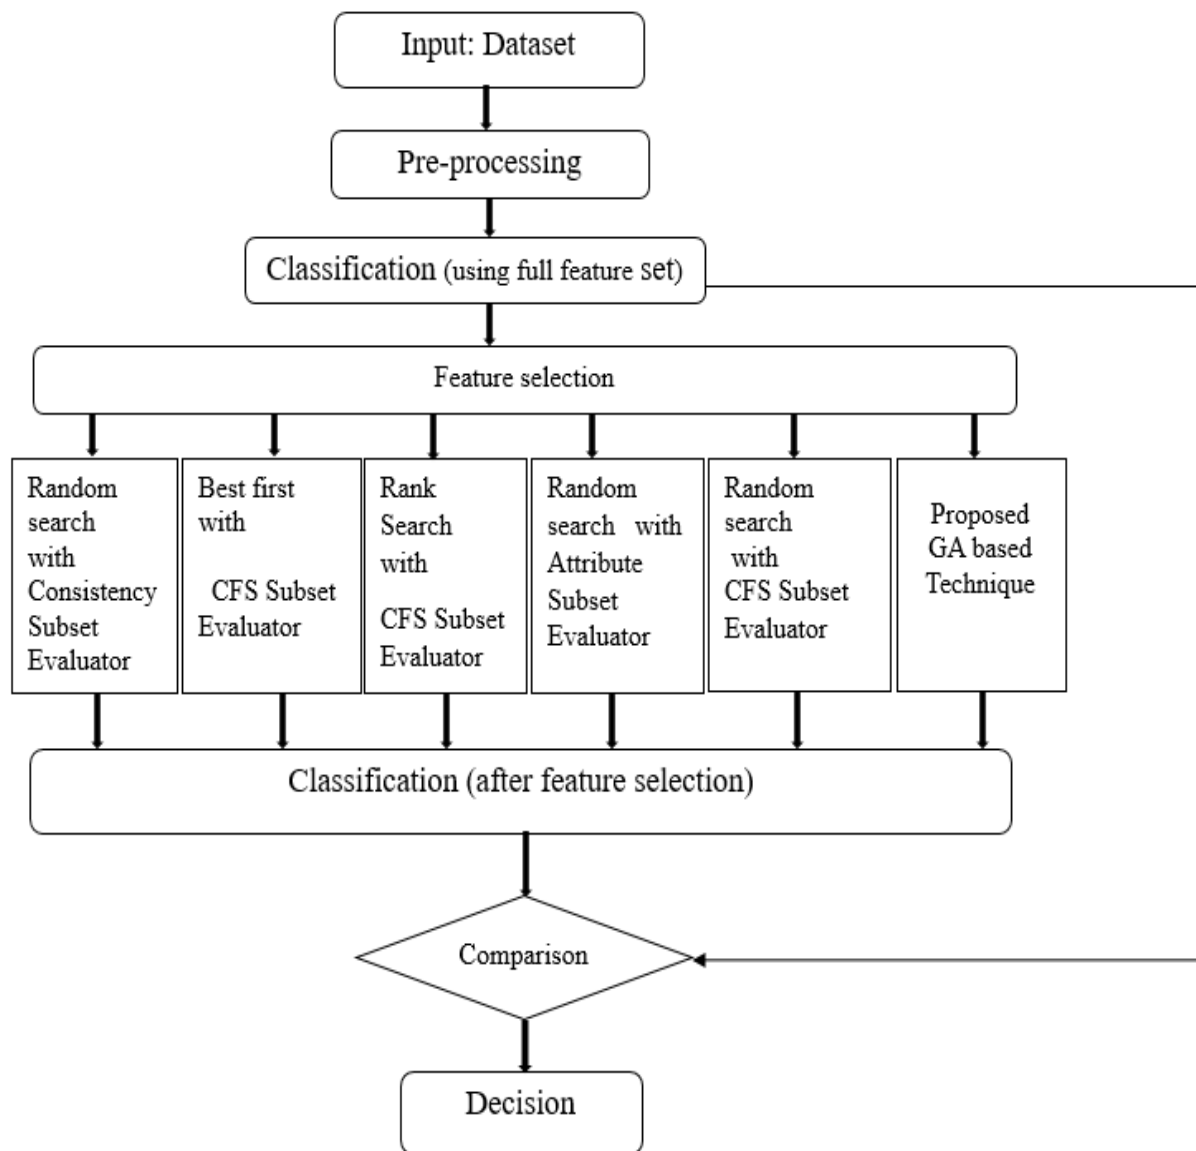 Input: Dataset
Pre-processing
Classification (using full feature set)
Feature selection
Random
search
with
Consistency
Subset
Evaluator
Best first
with
CFS Subset
Evaluator
Rank
Search
with
CFS Subset
Evaluator
Random
search with
Attribute
Subset
Evaluator
Random
search
with
CFS Subset
Evaluator
Proposed
GA based
Technique
Classification (after feature selection)
Comparison
Decision